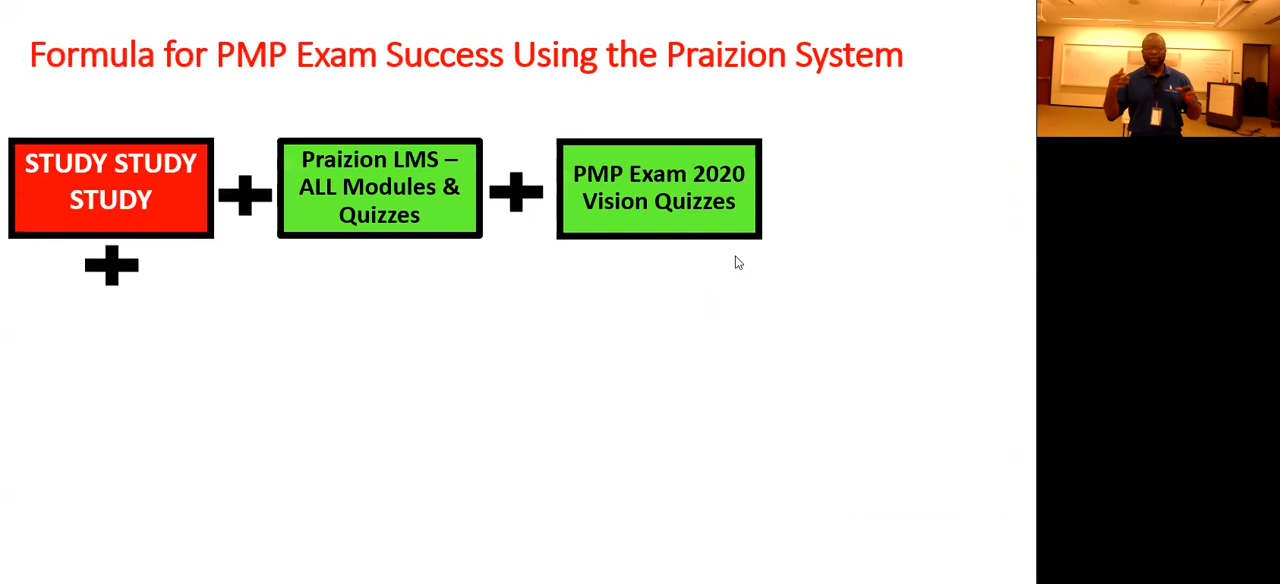 Formula for PMP Exam Success Using the Praizion System
STUDY STUDY
STUDY
Praizion LMS –
ALL Modules &
Quizzes
PMP Exam 2020
Vision Quizzes